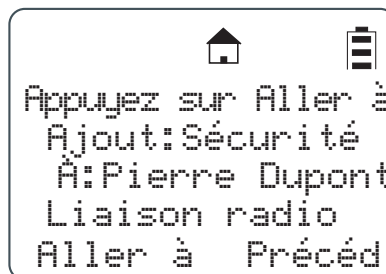 Appuyez sur Aller à
Ajout:Sécurité
À:Pierre Dupont
Liaison radio
Aller à Précéd